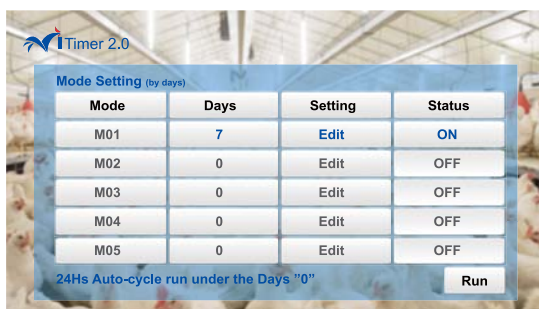 iTimer 2.0
Mode Setting (by days)
Mode Days Setting Status
M01 7 Edit ON
M02 0 Edit OFF
M03 0 Edit OFF
M04 0 Edit OFF
M05 0 Edit OFF
24Hs Auto-cycle run under the Days ”0”
Run